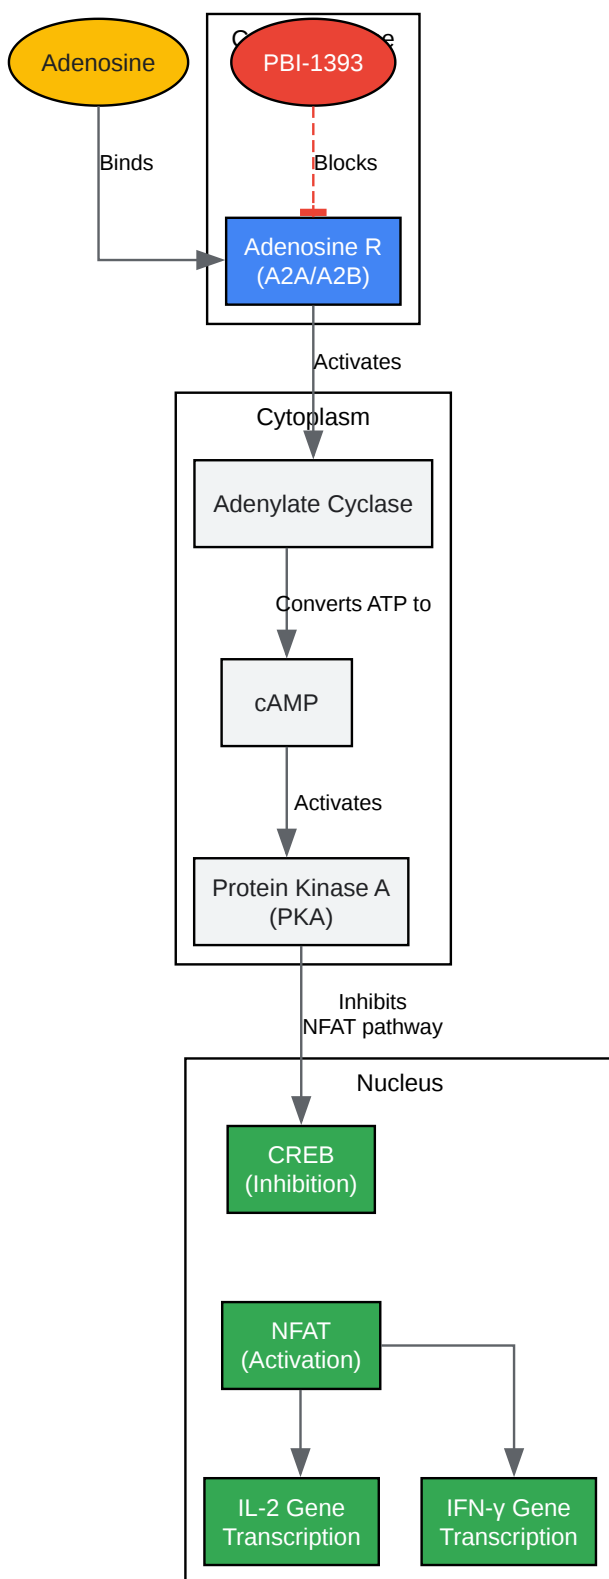 Adenosine
PBI-1393
Binds
Blocks
Adenosine R
(A2A/A2B)
Activates
Cytoplasm
Adenylate Cyclase
Converts ATP to
cAMP
Activates
Protein Kinase A
(PKA)
Inhibits
NFAT pathway
Nucleus
CREB
(Inhibition)
NFAT
(Activation)
IL-2 Gene
Transcription
IFN-γ Gene
Transcription